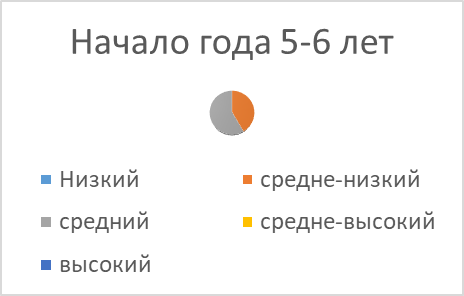 Начало года 5-6 лет
Низкий
средне-низкий
средний
средне-высокий
высокий